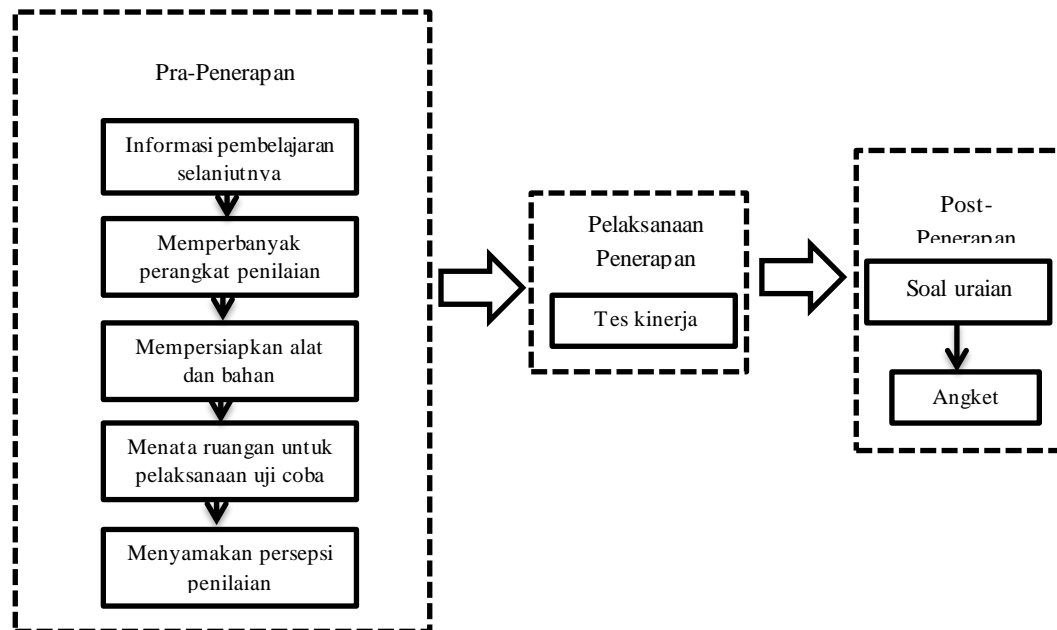 Pra-Penerapan
Informasi pembelajaran
selanjutnya
Memperbanyak
perangkat penilaian
Mempersiapkan alat
dan bahan
Menata ruangan untuk
pelaksanaan uji coba
Menyamakan persepsi
penilaian
Pelaksanaan
Penerapan
Tes kinerja
Post-
Penerapan
Soal uraian
Angket